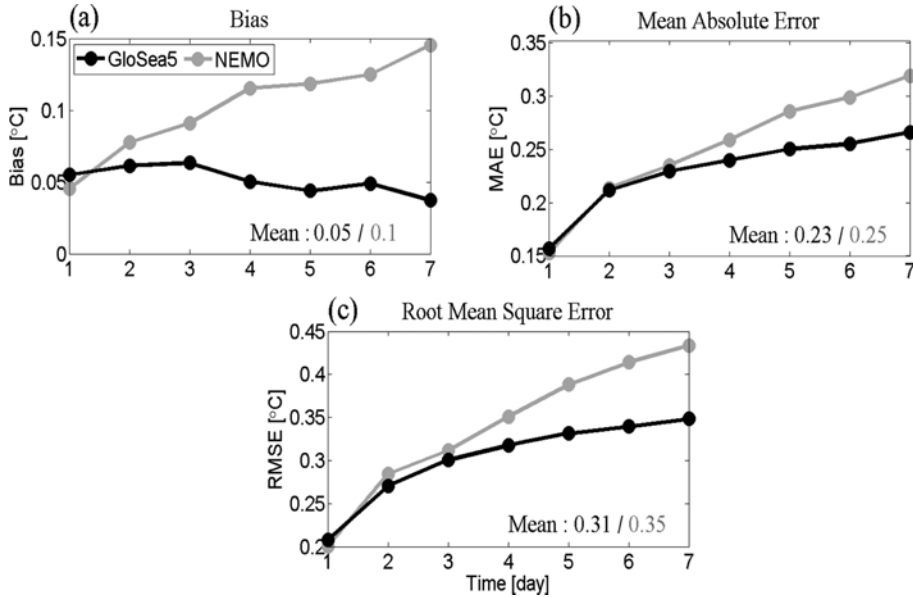 (a) Bias
0.15
GloSea5 NEMO
0.1
0.05
0
Bias [°C]
Mean : 0.05 / 0.1
1 2 3 4 5 6 7
(b) Mean Absolute Error
0.35
0.3
0.25
0.2
0.15
MAE [°C]
Mean : 0.23 / 0.25
1 2 3 4 5 6 7
(c) Root Mean Square Error
0.45
0.4
0.35
0.3
0.25
0.2
RMSE [°C]
Mean : 0.31 / 0.35
1 2 3 4 5 6 7
Time [day]